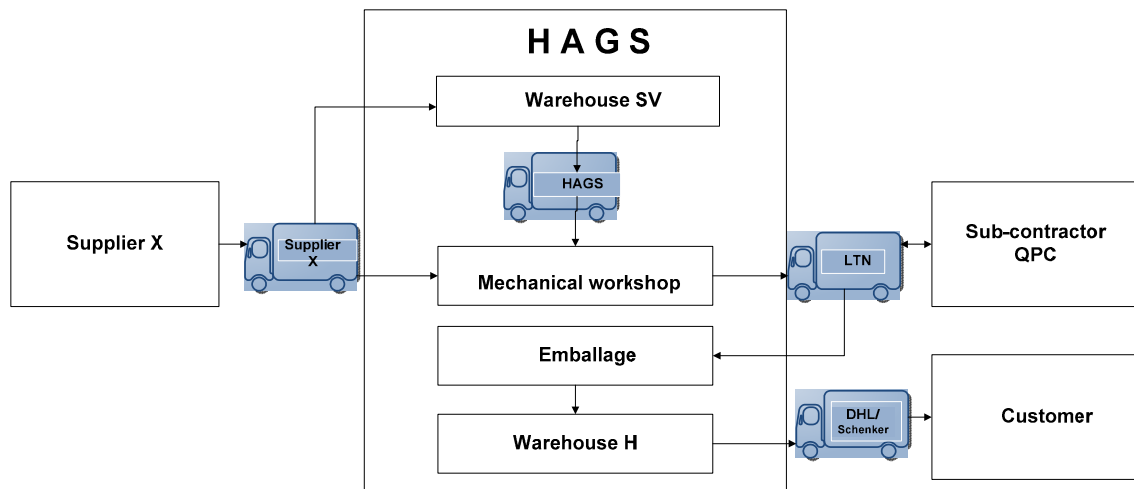 H A G S
Warehouse SV
HAGS
Supplier X
Supplier
X
Mechanical workshop
LTN
Sub-contractor
QPC
Emballage
Warehouse H
DHL/
Schenker
Customer